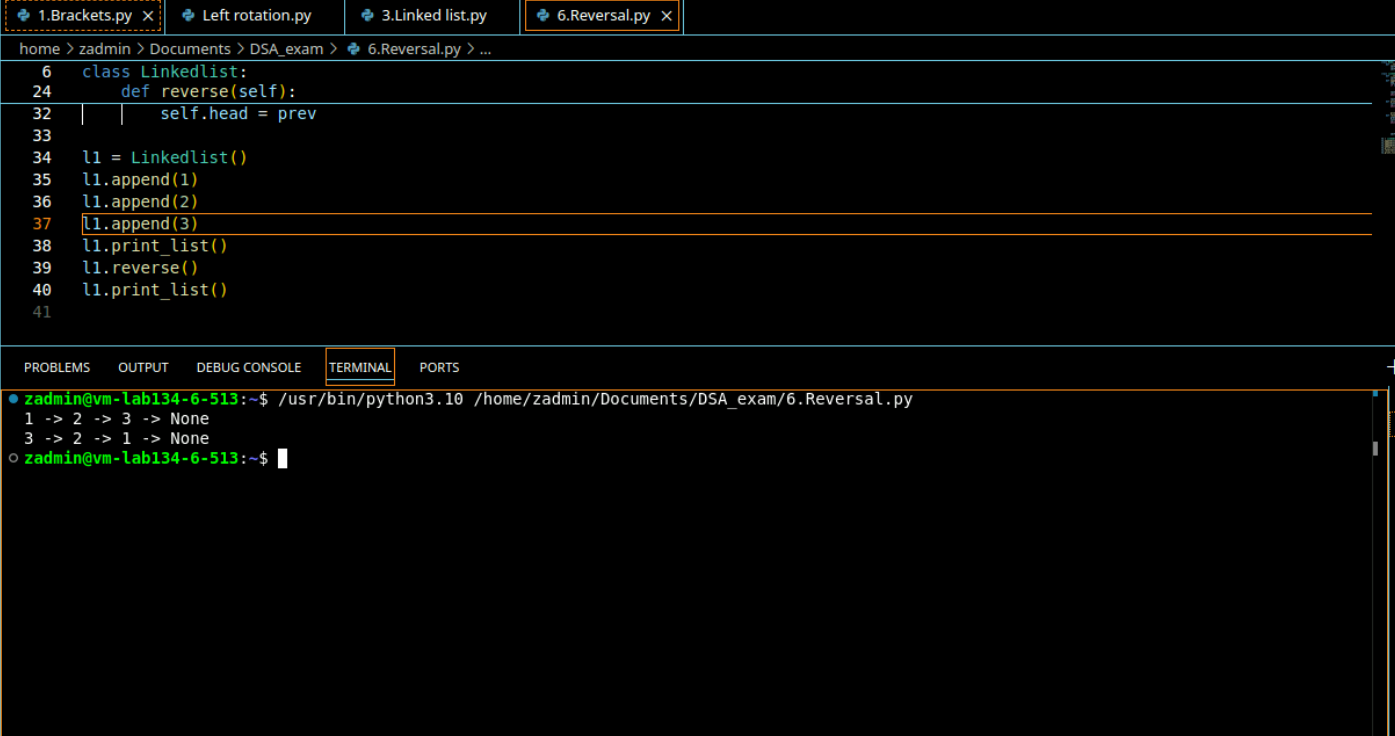 1.Brackets.py × Left rotation.py 3.Linked list.py 6.Reversal.py ×
home > zadmin > Documents > DSA_exam > 6.Reversal.py > ...
6 class Linkedlist:
24 def reverse(self):
32 self.head = prev
33
34 l1 = Linkedlist()
35 l1.append(1)
36 l1.append(2)
37 l1.append(3)
38 l1.print_list()
39 l1.reverse()
40 l1.print_list()
41
PROBLEMS OUTPUT DEBUG CONSOLE TERMINAL PORTS
zadmin@vm-lab134-6-513:~$ /usr/bin/python3.10 /home/zadmin/Documents/DSA_exam/6.Reversal.py
1 -> 2 -> 3 -> None
3 -> 2 -> 1 -> None
zadmin@vm-lab134-6-513:~$